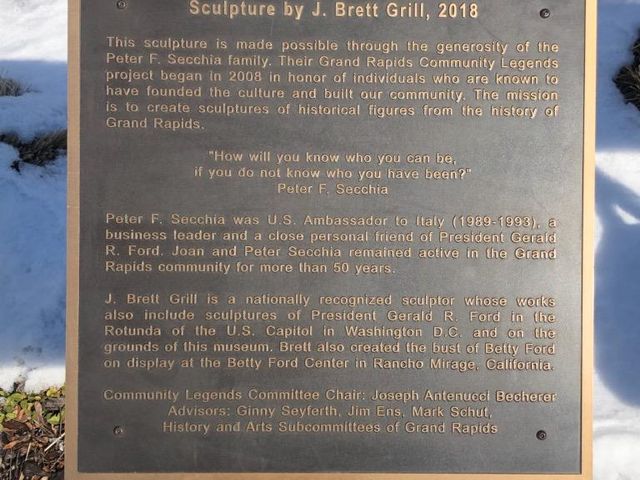 Sculpture by J. Brett Grill, 2018
This sculpture is made possible through the generosity of the
Peter F. Secchia family. Their Grand Rapids Community Legends
project began in 2008 in honor of individuals who are known to
have founded the culture and built our community. The mission
is to create sculptures of historical figures from the history of
Grand Rapids.
"How will you know who you can be,
if you do not know who you have been?"
Peter F. Secchia
Peter F. Secchia was U.S. Ambassador to Italy (1989-1993), a
business leader and a close personal friend of President Gerald
R. Ford. Joan and Peter Secchia remained active in the Grand
Rapids community for more than 50 years.
J. Brett Grill is a nationally recognized sculptor whose works
also include sculptures of President Gerald R. Ford in the
Rotunda of the U.S. Capitol in Washington D.C. and on the
grounds of this museum. Brett also created the bust of Betty Ford
on display at the Betty Ford Center in Rancho Mirage, California.
Community Legends Committee Chair: Joseph Antenucci Becherer
Advisors: Ginny Seyferth, Jim Ens, Mark Schut,
History and Arts Subcommittees of Grand Rapids